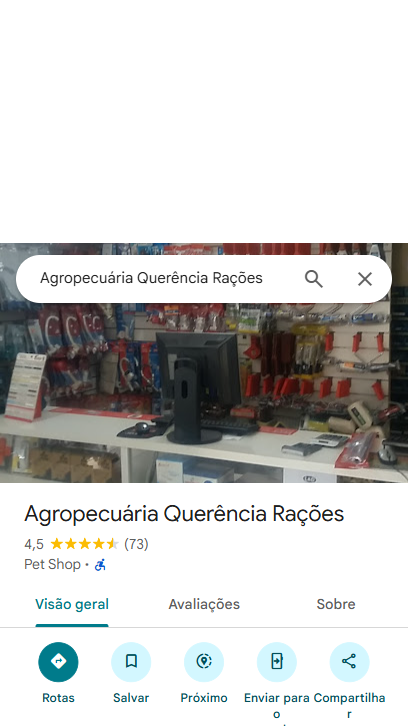 Agropecuária Querência Rações
Agropecuária Querência Rações
4,5 (73)
Pet Shop ·
Visão geral Avaliações Sobre
Rotas Salvar Próximo Enviar para o Compartilhar